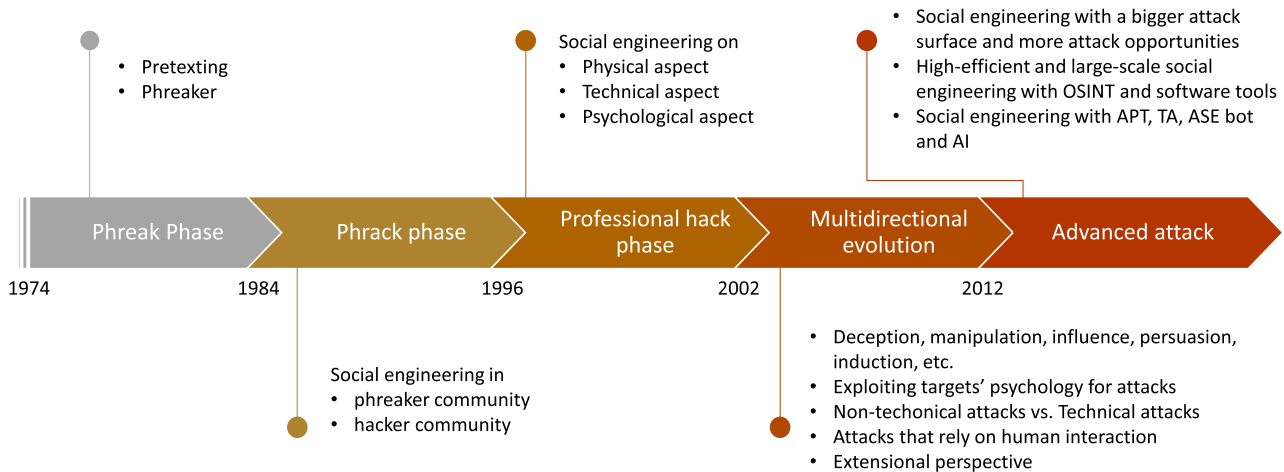 • Pretexting
• Phreaker
Social engineering on
• Physical aspect
• Technical aspect
• Psychological aspect
• Social engineering with a bigger attack
surface and more attack opportunities
• High-efficient and large-scale social
engineering with OSINT and software tools
• Social engineering with APT, TA, ASE bot
and AI
Phreak Phase
Phrack phase
Professional hack
phase
Multidirectional
evolution
Advanced attack
1974
1984
1996
2002
2012
Social engineering in
• phreaker community
• hacker community
• Deception, manipulation, influence, persuasion,
induction, etc.
• Exploiting targets’ psychology for attacks
• Non-techonical attacks vs. Technical attacks
• Attacks that rely on human interaction
• Extensional perspective